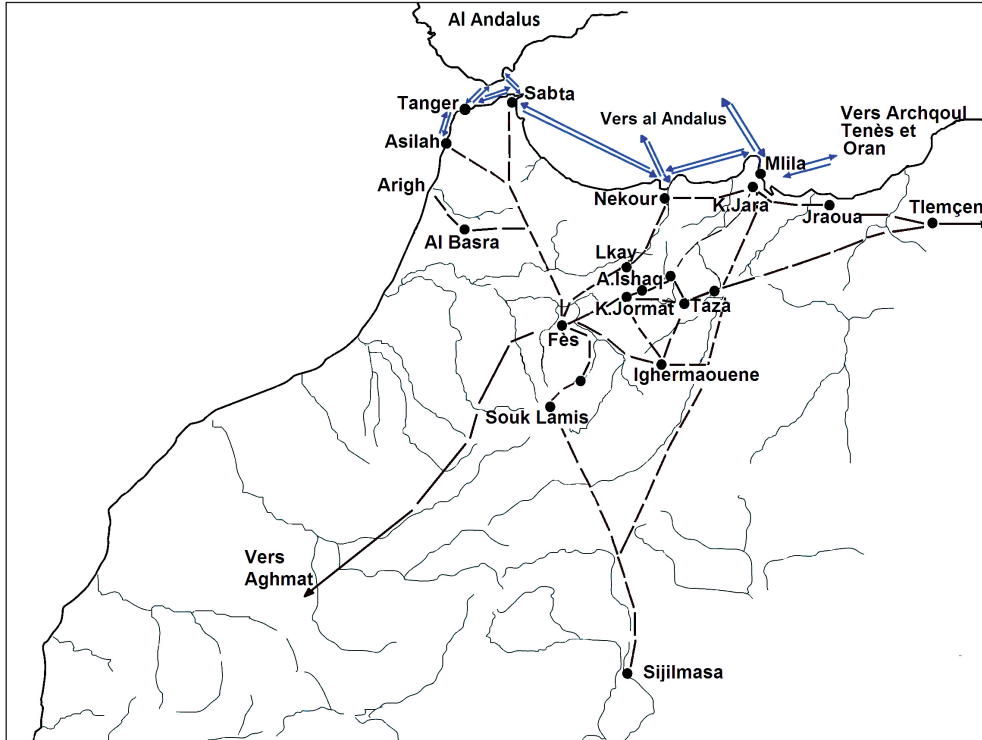 Al Andalus
Sabta
Tanger
Asilah
Vers al Andalus
Vers Archqoul
Tenès et
Oran
Mlila
Arigh
Nekour
K.Jara
Jraoua
Tlemçen
Al Basra
Lkay
A.Ishaq
K.Jormat
Taza
Fès
Ighermaouene
Souk Lamis
Vers
Aghmat
Sijilmasa